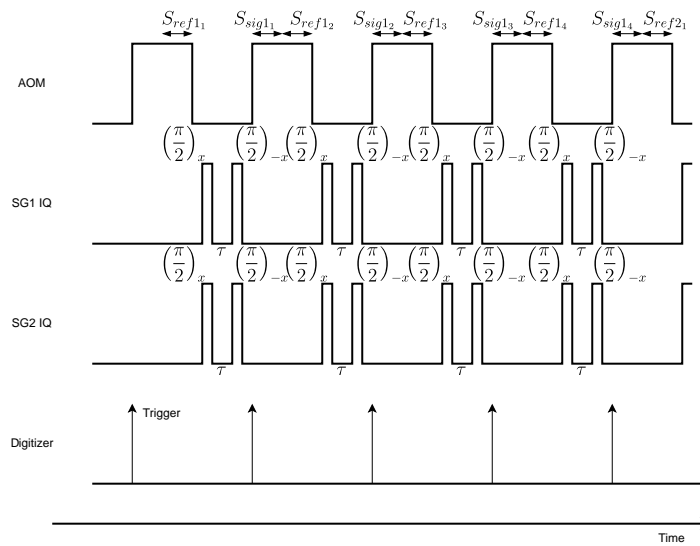 S_{ref1_1} S_{sig1_1} S_{ref1_2} S_{sig1_2} S_{ref1_3} S_{sig1_3} S_{ref1_4} S_{sig1_4} S_{ref2_1}
AOM
(π/2)_x (π/2)_{-x} (π/2)_x (π/2)_{-x} (π/2)_x (π/2)_{-x} (π/2)_x (π/2)_{-x}
SG1 IQ
τ τ τ τ
(π/2)_x (π/2)_{-x} (π/2)_x (π/2)_{-x} (π/2)_x (π/2)_{-x} (π/2)_x (π/2)_{-x}
SG2 IQ
τ τ τ τ
Trigger
Digitizer
Time